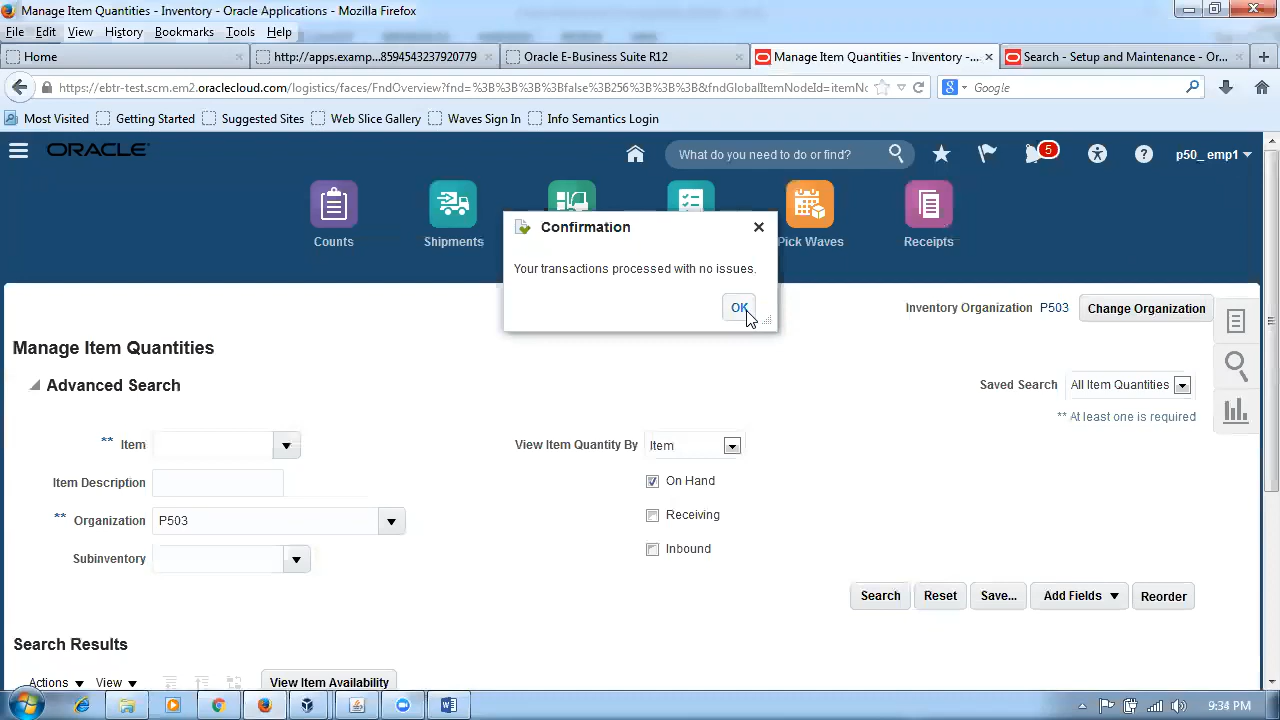 Manage Item Quantities - Inventory - Oracle Applications - Mozilla Firefox
File Edit View History Bookmarks Tools Help
Home
http://apps.examp...8594543237920779
Oracle E-Business Suite R12
Manage Item Quantities - Inventory -...
Search - Setup and Maintenance - Or...
https://ebtr-test.scm.em2.oraclecloud.com/logistics/faces/FndOverview?fnd=%3B%3B%3B%3Bfalse%3B256%3B%3B%3B&fndGlobalItemNodeId=itemNo
Google
Most Visited Getting Started Suggested Sites Web Slice Gallery Waves Sign In Info Semantics Login
ORACLE
What do you need to do or find?
5
p50_ emp1
Counts
Shipments
Pick Waves
Receipts
Confirmation
Your transactions processed with no issues.
OK
Inventory Organization P503 Change Organization
Manage Item Quantities
Advanced Search
Saved Search All Item Quantities
** At least one is required
** Item
View Item Quantity By Item
Item Description
On Hand
** Organization P503
Receiving
Subinventory
Inbound
Search Reset Save... Add Fields Reorder
Search Results
Actions View View Item Availability
9:34 PM